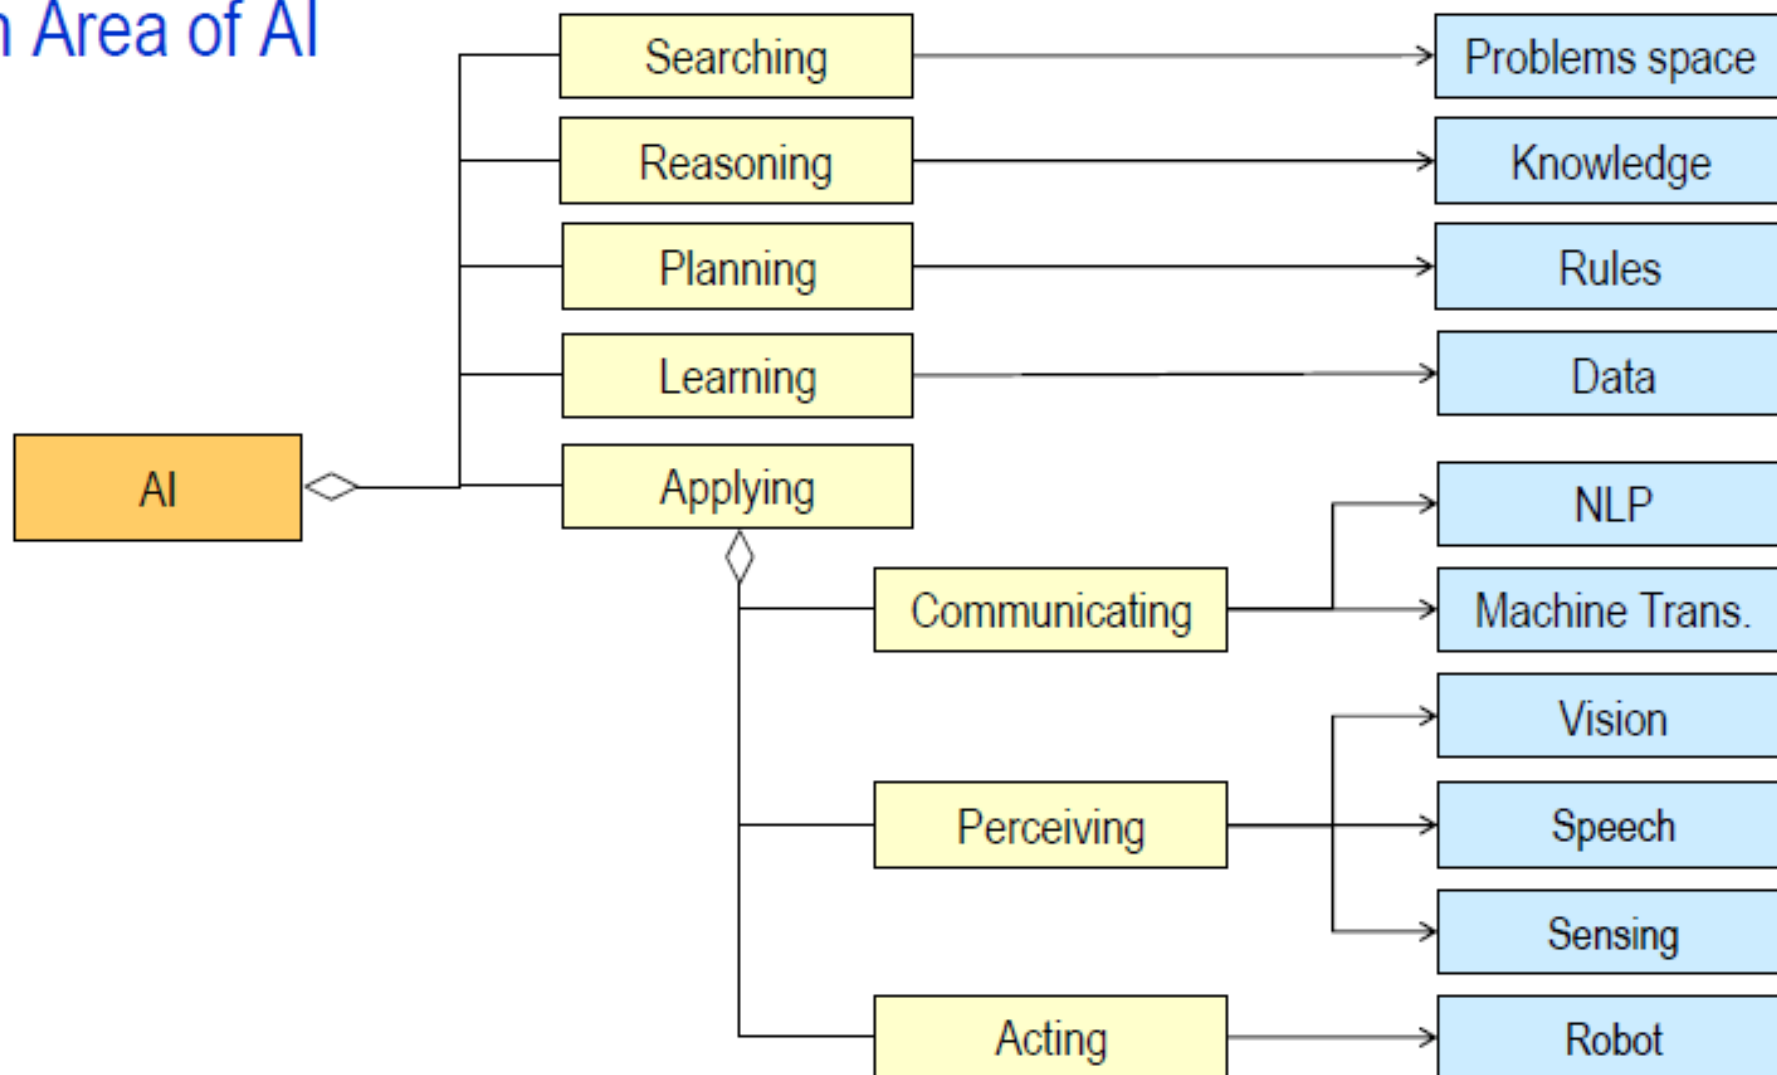 n Area of AI
Searching
Problems space
Reasoning
Knowledge
Planning
Rules
Learning
Data
AI
Applying
NLP
Communicating
Machine Trans.
Vision
Perceiving
Speech
Sensing
Acting
Robot